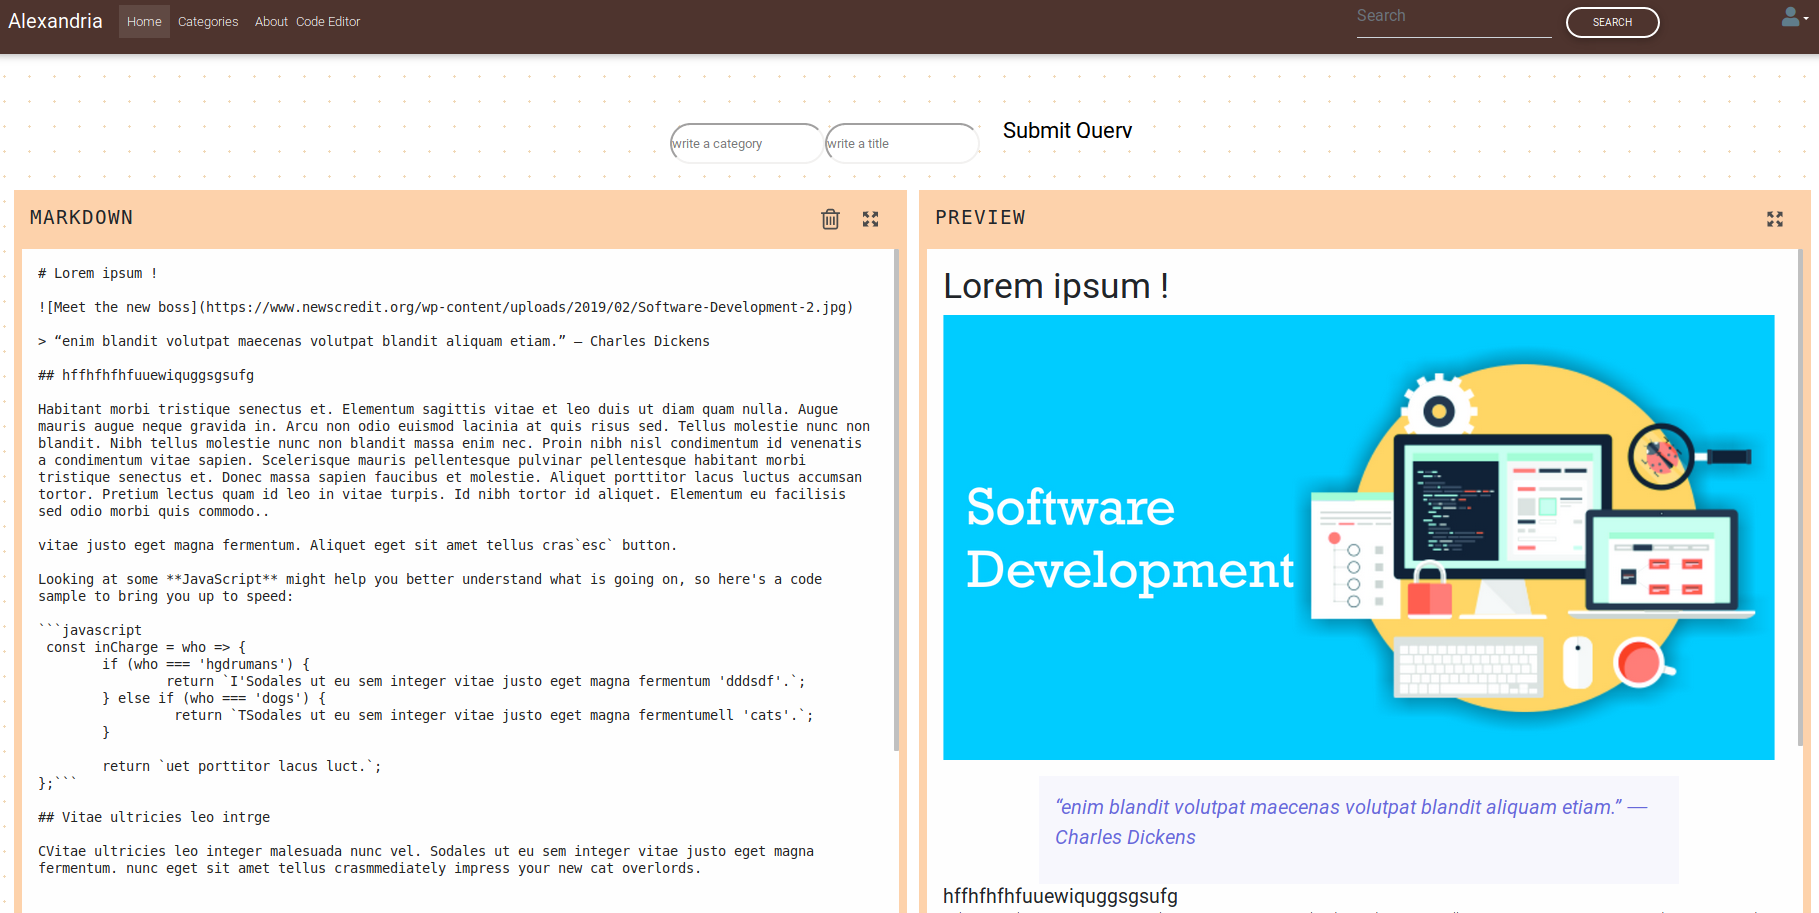 Alexandria Home Categories About Code Editor Search SEARCH
write a category write a title Submit Query
MARKDOWN
# Lorem ipsum !
![Meet the new boss](https://www.newscredit.org/wp-content/uploads/2019/02/Software-Development-2.jpg)
> “enim blandit volutpat maecenas volutpat blandit aliquam etiam.” — Charles Dickens
## hffhfhfhfuuewiquggsgsufg
Habitant morbi tristique senectus et. Elementum sagittis vitae et leo duis ut diam quam nulla. Augue
mauris augue neque gravida in. Arcu non odio euismod lacinia at quis risus sed. Tellus molestie nunc non
blandit. Nibh tellus molestie nunc non blandit massa enim nec. Proin nibh nisl condimentum id venenatis
a condimentum vitae sapien. Scelerisque mauris pellentesque pulvinar pellentesque habitant morbi
tristique senectus et. Donec massa sapien faucibus et molestie. Aliquet porttitor lacus luctus accumsan
tortor. Pretium lectus quam id leo in vitae turpis. Id nibh tortor id aliquet. Elementum eu facilisis
sed odio morbi quis commodo..
vitae justo eget magna fermentum. Aliquet eget sit amet tellus cras`esc` button.
Looking at some **JavaScript** might help you better understand what is going on, so here's a code
sample to bring you up to speed:
```javascript
const inCharge = who => {
if (who === 'hgdrumans') {
return `I'Sodales ut eu sem integer vitae justo eget magna fermentum 'dddsdf'.`;
} else if (who === 'dogs') {
return `TSodales ut eu sem integer vitae justo eget magna fermentumell 'cats'.`;
}
return `uet porttitor lacus luct.`;
};```
## Vitae ultricies leo intrge
CVitae ultricies leo integer malesuada nunc vel. Sodales ut eu sem integer vitae justo eget magna
fermentum. nunc eget sit amet tellus crasmmediately impress your new cat overlords.
PREVIEW
Lorem ipsum !
Software
Development
“enim blandit volutpat maecenas volutpat blandit aliquam etiam.” —
Charles Dickens
hffhfhfhfuuewiquggsgsufg